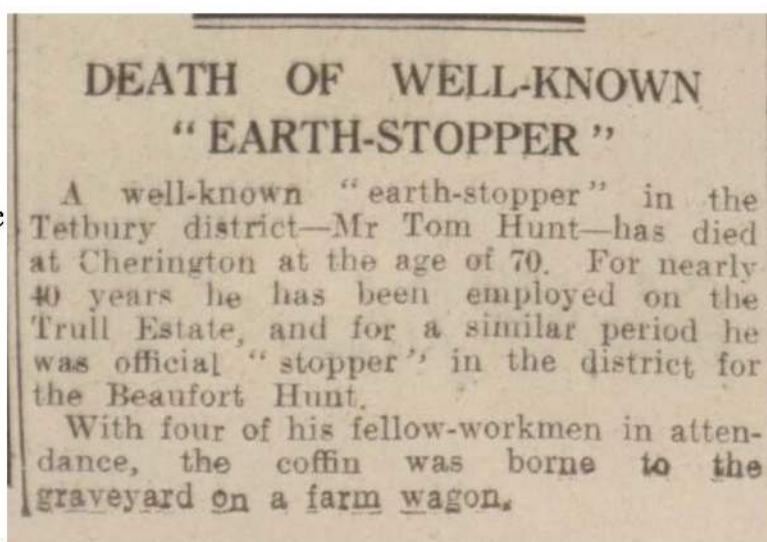 DEATH OF WELL-KNOWN
"EARTH-STOPPER"
A well-known "earth-stopper" in the
Tetbury district—Mr Tom Hunt—has died
at Cherington at the age of 70. For nearly
40 years he has been employed on the
Trull Estate, and for a similar period he
was official "stopper" in the district for
the Beaufort Hunt.
With four of his fellow-workmen in atten-
dance, the coffin was borne to the
graveyard on a farm wagon.